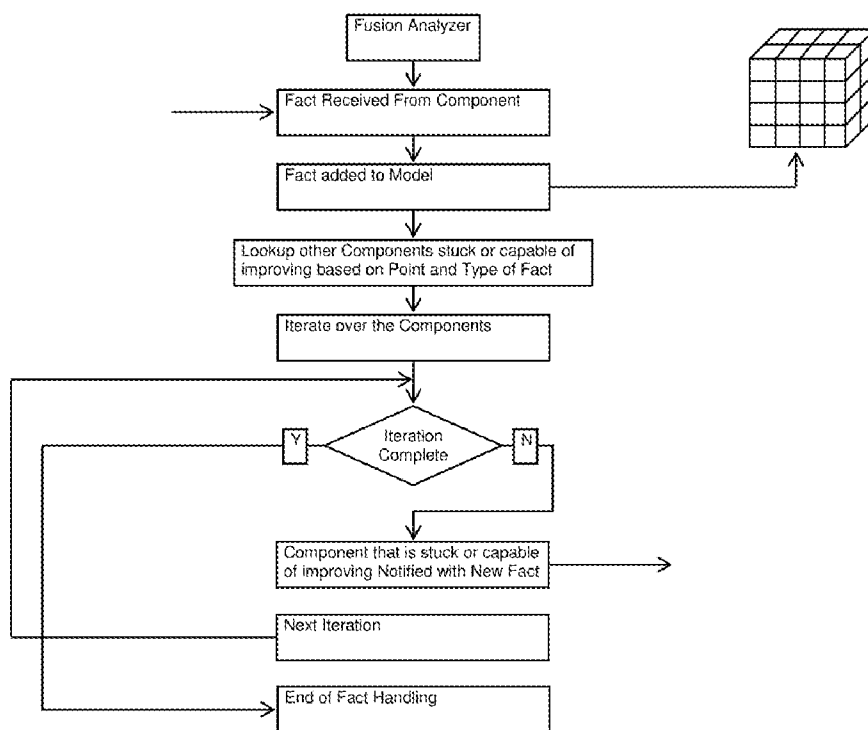 Fusion Analyzer
Fact Received From Component
Fact added to Model
Lookup other Components stuck or capable of
improving based on Point and Type of Fact
Iterate over the Components
Y
Iteration
Complete
N
Component that is stuck or capable
of improving Notified with New Fact
Next Iteration
End of Fact Handling